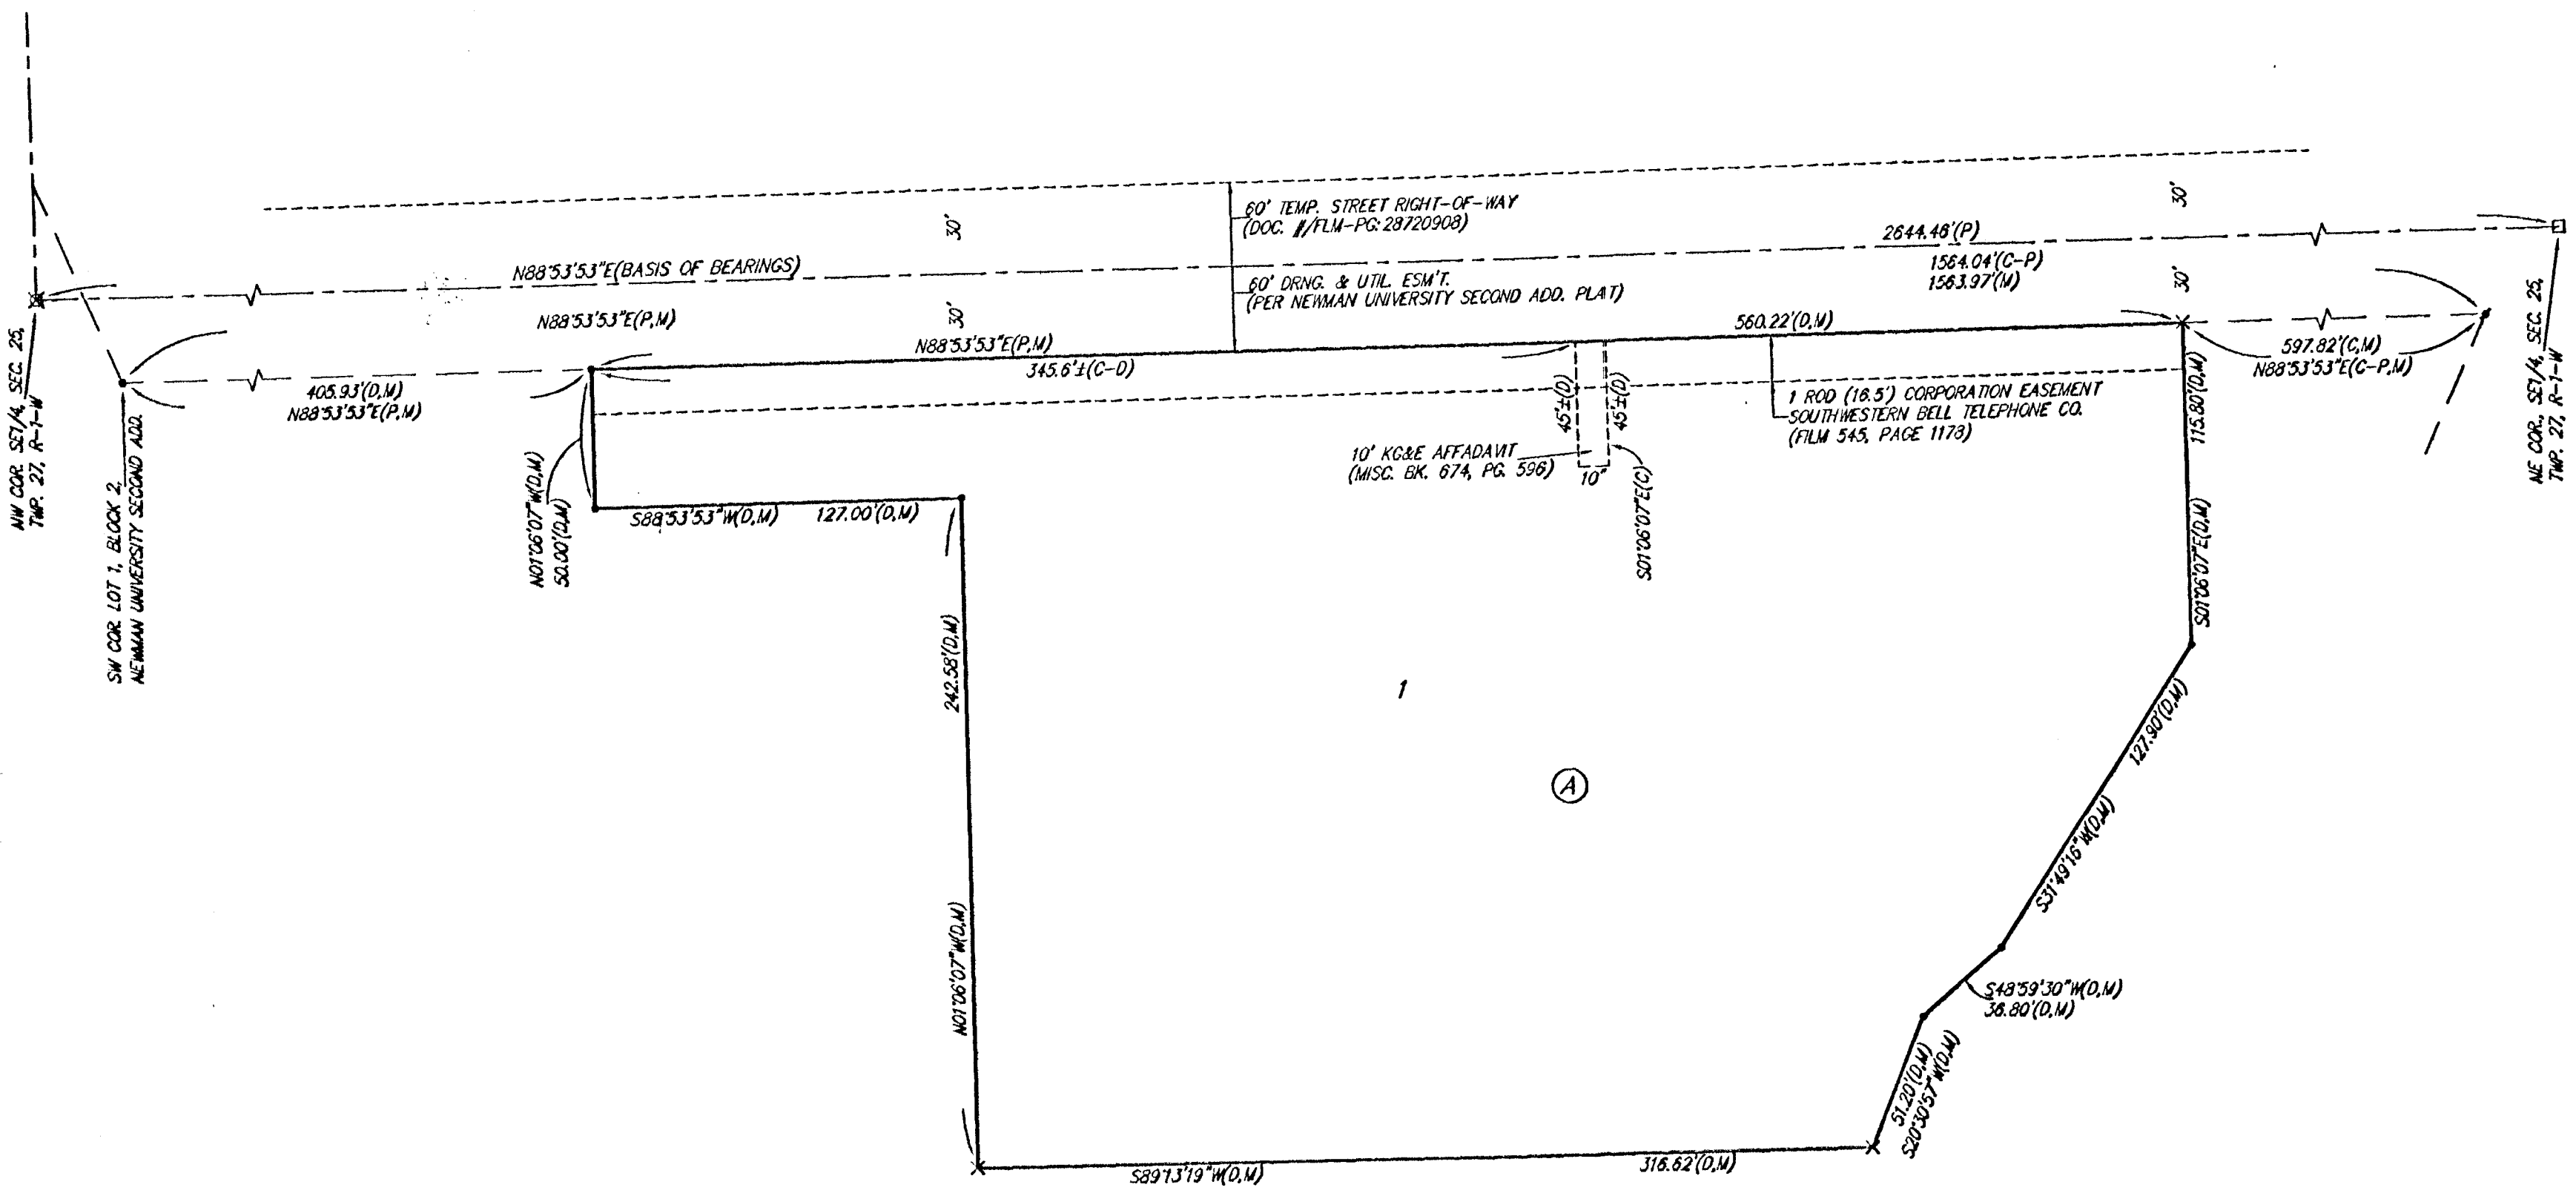 60' TEMP. STREET RIGHT-OF-WAY
(DOC. #/FLM-PG: 28720908)
30'
30'
2644.46'(P)
N88°53'53"E(BASIS OF BEARINGS)
1564.04'(C-P)
1563.97'(M)
60' DRNG. & UTIL. ESM'T.
(PER NEWMAN UNIVERSITY SECOND ADD. PLAT)
30'
30'
N88°53'53"E(P,M)
N88°53'53"E(P,M)
560.22'(D,M)
345.6'±(C-D)
597.82'(C,M)
N88°53'53"E(C-P,M)
405.93'(D,M)
N88°53'53"E(P,M)
NW COR. SE1/4, SEC. 25,
TWP. 27, R-1-W
NE COR., SE1/4, SEC. 25,
TWP. 27, R-1-W
SW COR. LOT 1, BLOCK 2,
NEWMAN UNIVERSITY SECOND ADD.
1 ROD (16.5') CORPORATION EASEMENT
SOUTHWESTERN BELL TELEPHONE CO.
(FILM 545, PAGE 1178)
45'±(D)
45'±(D)
10' KG&E AFFADAVIT
(MISC. BK. 674, PG. 596)
10"
S01°06'07"E(C)
115.80'(D,M)
S01°06'07"E(D,M)
N01°06'07"W(D,M)
50.00'(D,M)
S88°53'53"W(D,M)
127.00'(D,M)
242.58'(D,M)
N01°06'07"W(D,M)
1
A
127.90'(D,M)
S31°49'16"W(D,M)
S48°59'30"W(D,M)
36.80'(D,M)
51.20'(D,M)
S20°30'57"W(D,M)
S89°13'19"W(D,M)
316.62'(D,M)